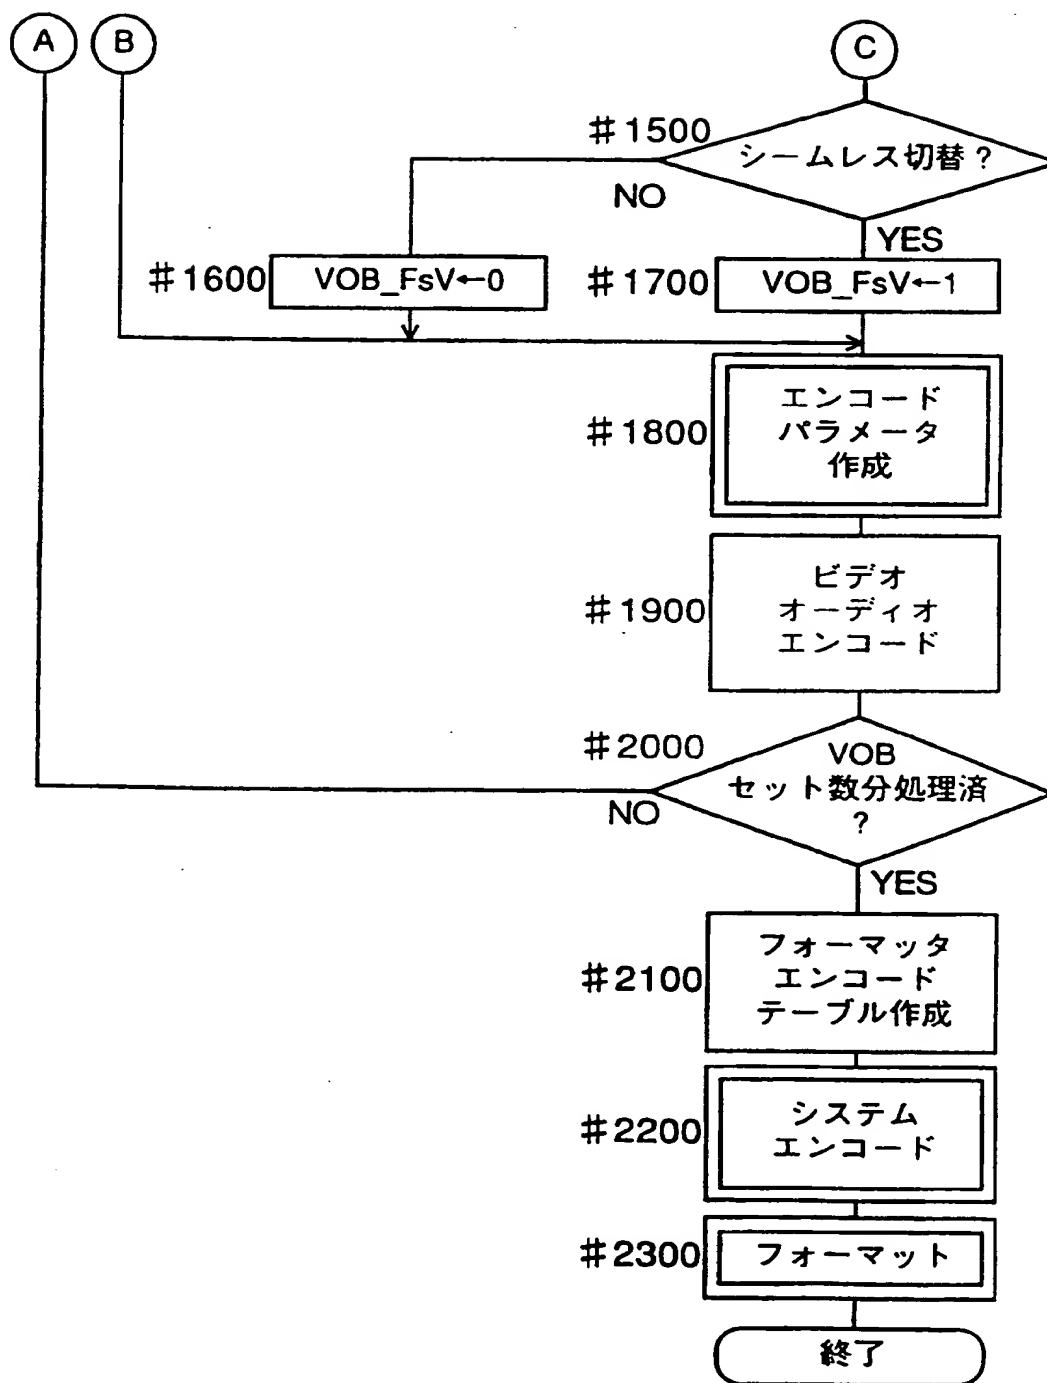 A
B
C
#1500
シームレス切替?
NO
YES
#1600
VOB_FsV←0
#1700
VOB_FsV←1
#1800
エンコード
パラメータ
作成
#1900
ビデオ
オーディオ
エンコード
#2000
VOB
セット数分処理済
?
NO
YES
#2100
フォーマッタ
エンコード
テーブル作成
#2200
システム
エンコード
#2300
フォーマット
終了